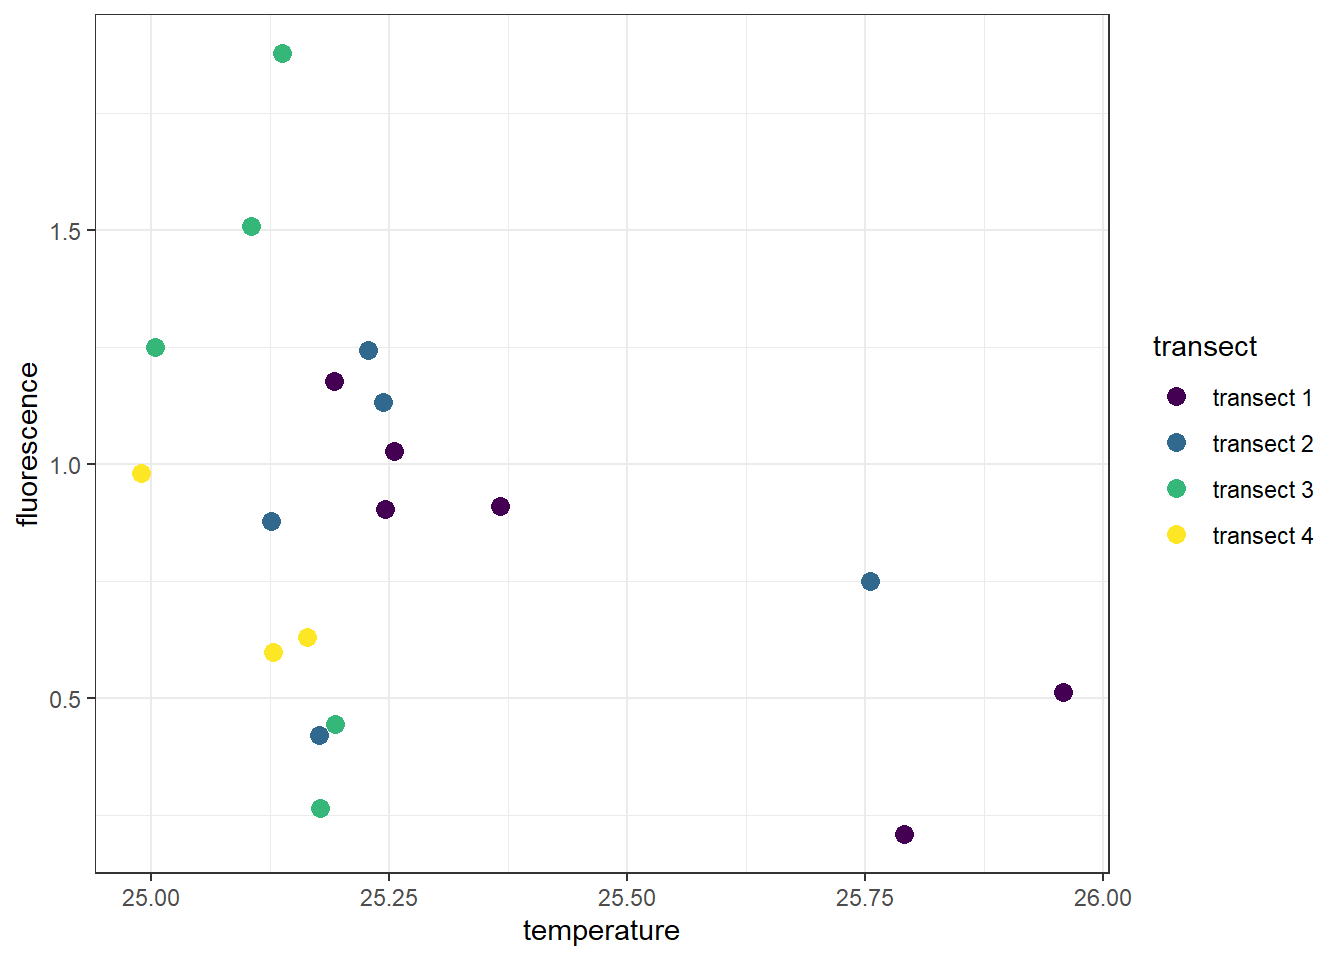 fluorescence
1.5
1.0
0.5
25.00 25.25 25.50 25.75 26.00
temperature
transect
transect 1
transect 2
transect 3
transect 4